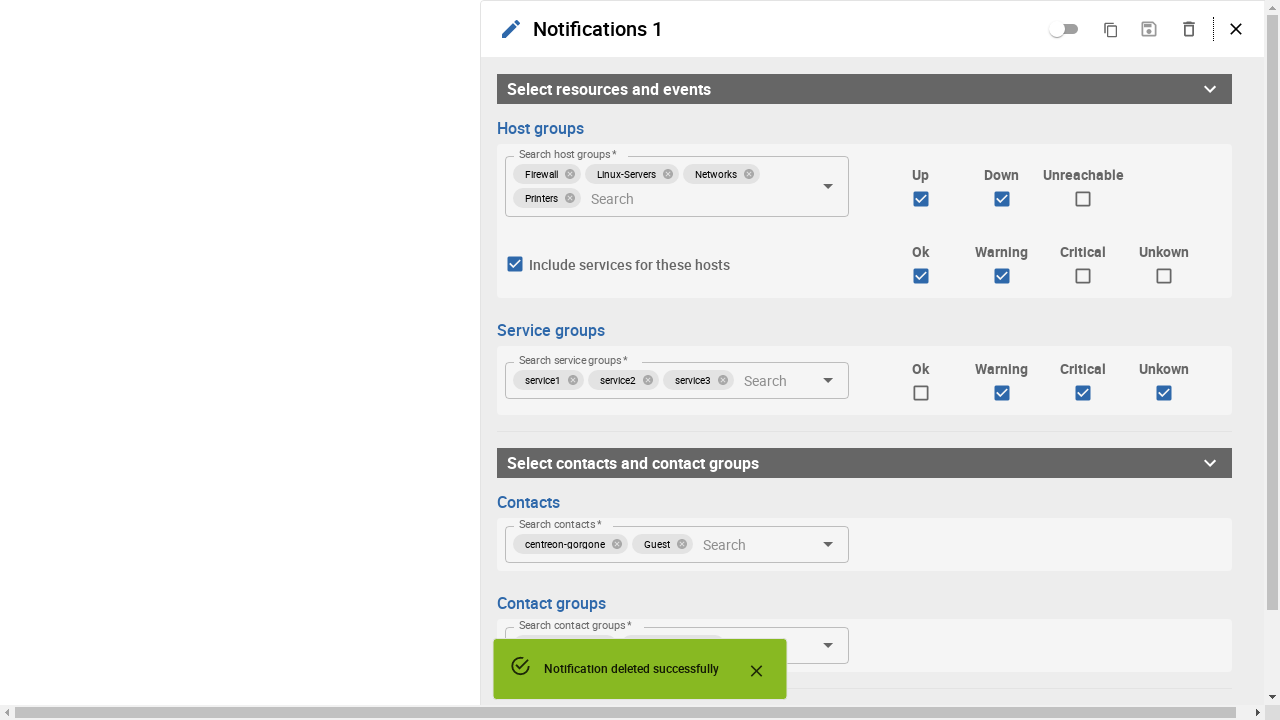 Notifications 1
Select resources and events
Host groups
Search host groups *
Firewall Linux-Servers Networks
Printers Search
Up Down Unreachable
Include services for these hosts
Ok Warning Critical Unkown
Service groups
Search service groups *
service1 service2 service3 Search
Ok Warning Critical Unkown
Select contacts and contact groups
Contacts
Search contacts *
centreon-gorgone Guest Search
Contact groups
Search contact groups *
Notification deleted successfully